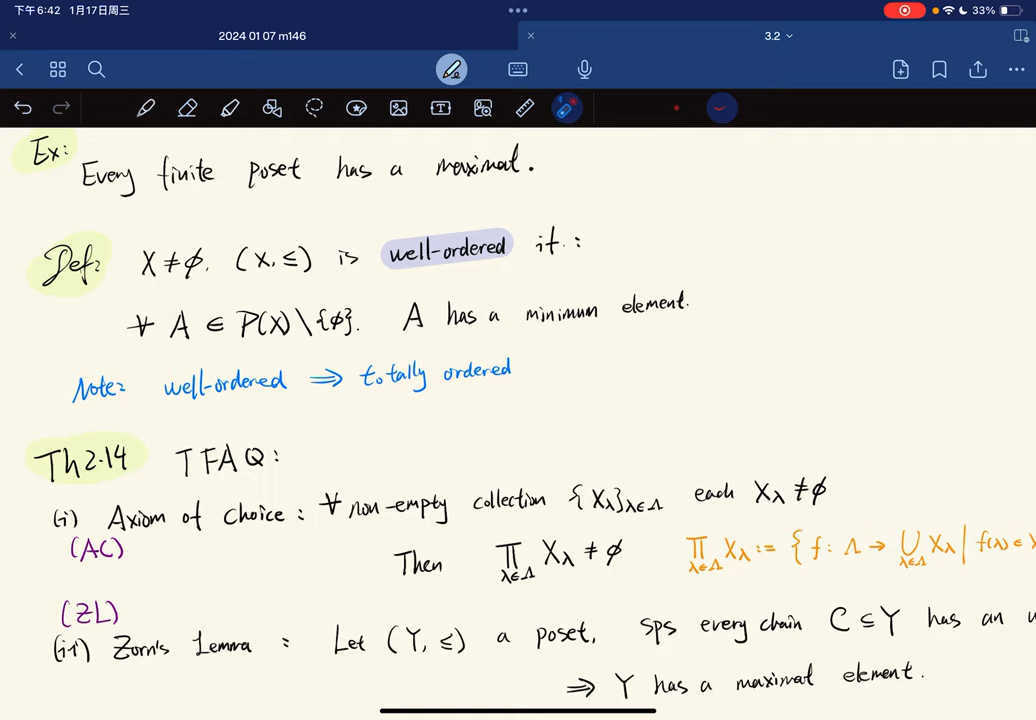 下午6:42 1月17日周三
33%
2024 01 07 m146
3.2
Ex:
Every finite poset has a maximal.
Def: X ≠ ∅. (X, ≤) is well-ordered if:
∀ A ∈ P(X) \ {∅}. A has a minimum element.
Note: well-ordered ⟹ totally ordered
Th 2.14 TFAQ:
(i) Axiom of choice: ∀ non-empty collection {X_λ}_{λ∈Λ} each X_λ ≠ ∅
(AC)
Then ∏_{λ∈Λ} X_λ ≠ ∅ ∏_{λ∈Λ} X_λ := { f: Λ → ⋃_{λ∈Λ} X_λ | f(λ) ∈
(ZL)
(ii) Zorn's Lemma: Let (Y, ≤) a poset, sps every chain C ⊆ Y has an
⟹ Y has a maximal element.